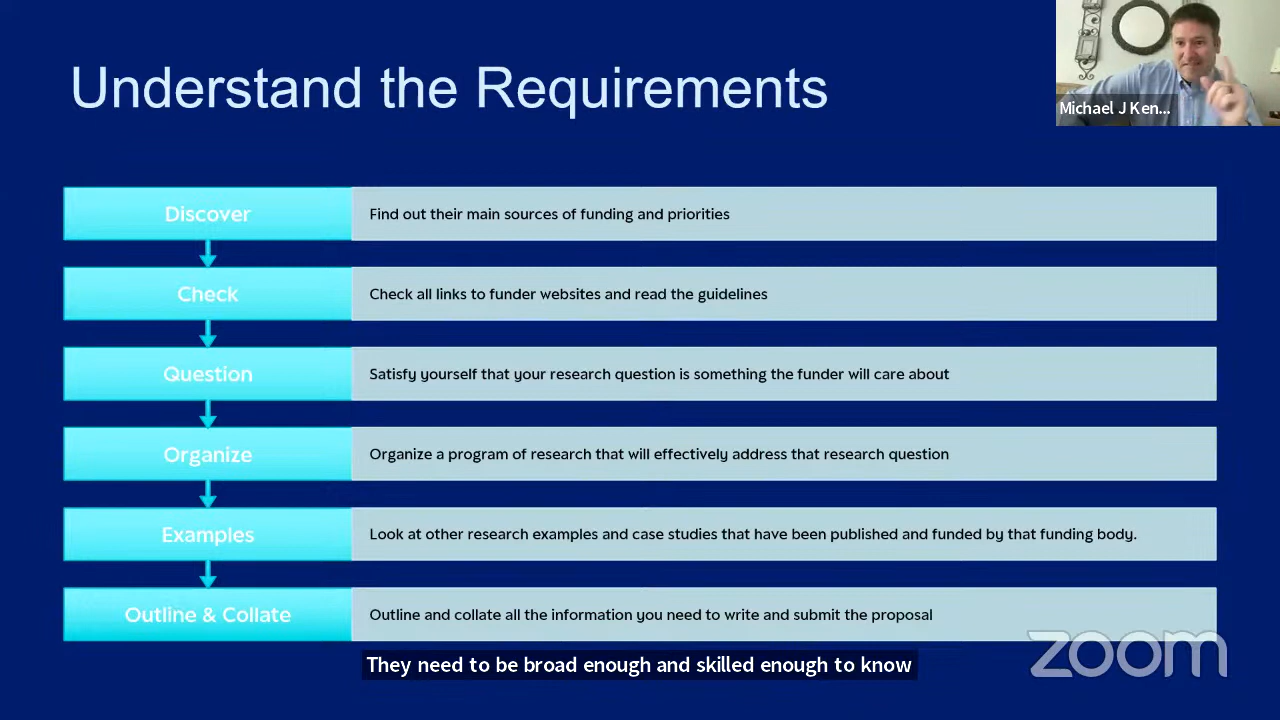 Understand the Requirements
Michael J Ken...
Discover
Find out their main sources of funding and priorities
Check
Check all links to funder websites and read the guidelines
Question
Satisfy yourself that your research question is something the funder will care about
Organize
Organize a program of research that will effectively address that research question
Examples
Look at other research examples and case studies that have been published and funded by that funding body.
Outline & Collate
Outline and collate all the information you need to write and submit the proposal
zoom
They need to be broad enough and skilled enough to know